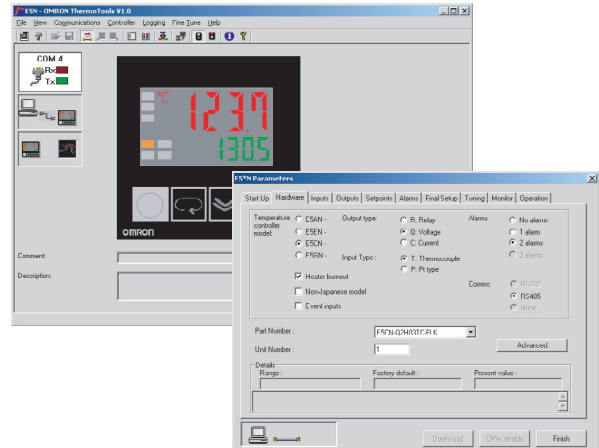 E5N - OMRON ThermoTools V1.0
File View Communications Controller Logging Fine Tune Help
COM 4
Rx
Tx
°C
123.7
130.5
OMRON
Comment:
Description:
E5*N Parameters
Start Up Hardware Inputs Outputs Setpoints Alarms Final Setup Tuning Monitor Operation
Temperature controller model:
E5AN -
E5EN -
E5CN -
E5GN -
Output type:
R: Relay
Q: Voltage
C: Current
Input Type :
T: Thermocouple
P: Pt type
Alarms
No alarms
1 alarm
2 alarms
3 alarms
Heater burnout
Non-Japanese model
Event inputs
Comms:
RS232
RS485
None
Part Number :
E5CN-Q2H03TC-FLK
Unit Number :
1
Advanced
Details
Range :
Factory default :
Present value :
Download
CMW enable
Finish